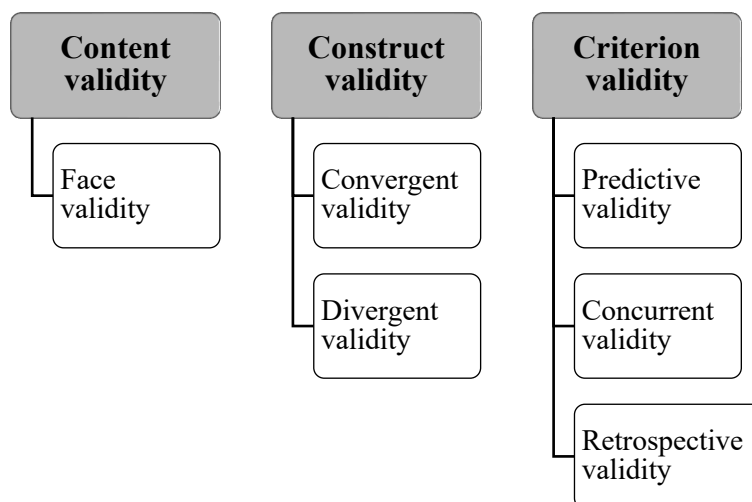 Content
validity
Face
validity
Construct
validity
Convergent
validity
Divergent
validity
Criterion
validity
Predictive
validity
Concurrent
validity
Retrospective
validity